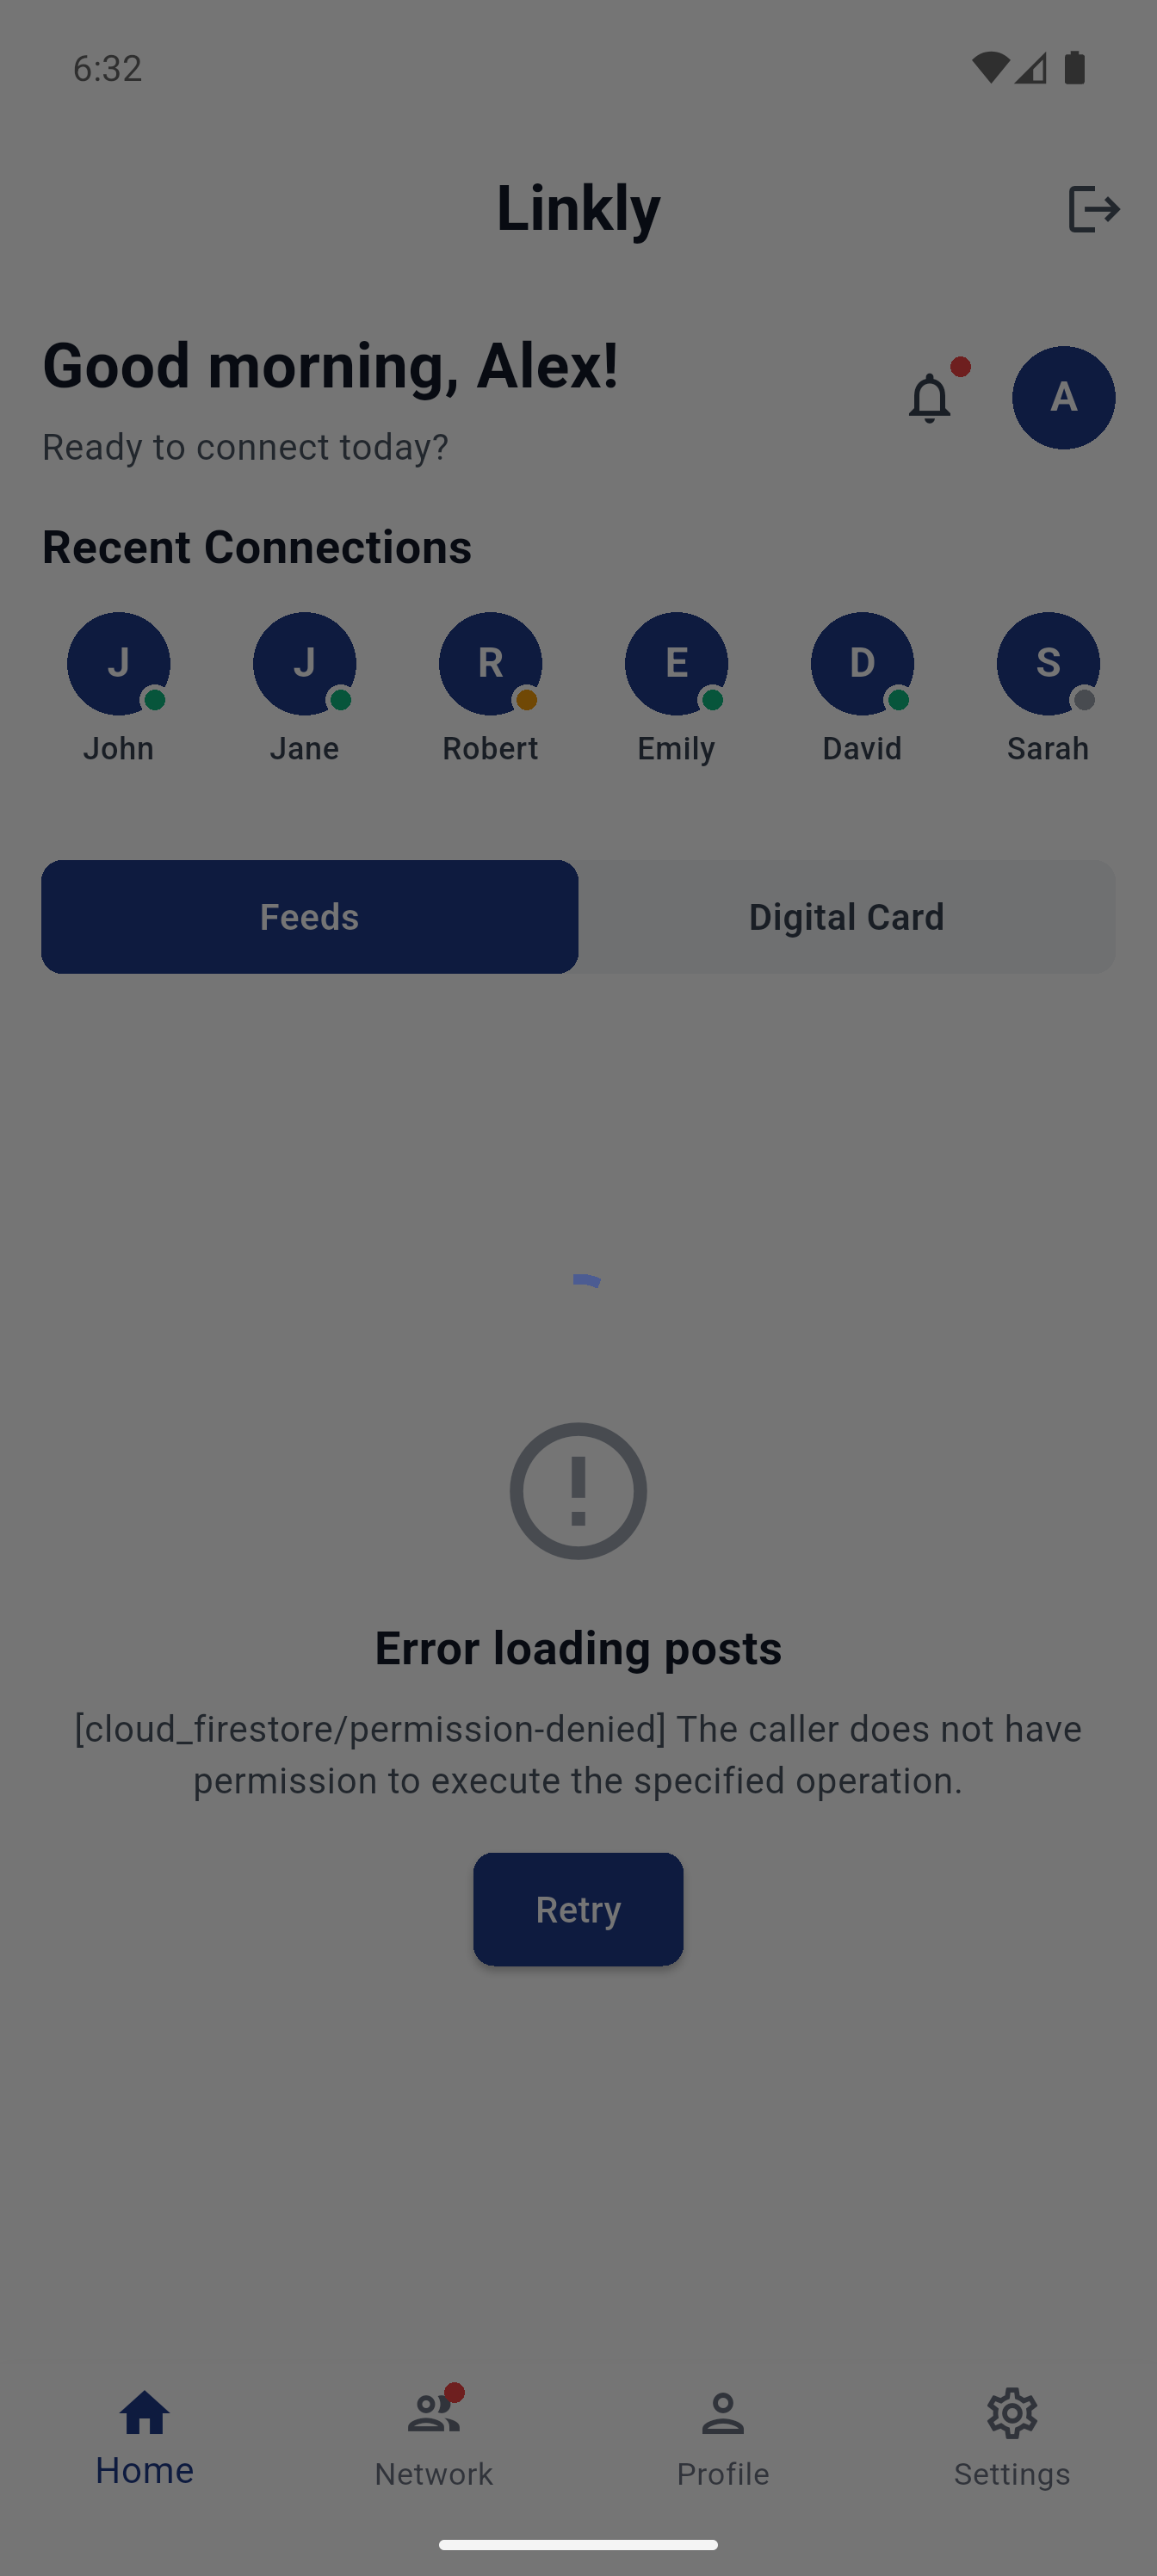 6:32
Linkly
Good morning, Alex!
A
Ready to connect today?
Recent Connections
J J R E D S
John Jane Robert Emily David Sarah
Feeds Digital Card
Error loading posts
[cloud_firestore/permission-denied] The caller does not have
permission to execute the specified operation.
Retry
Home Network Profile Settings